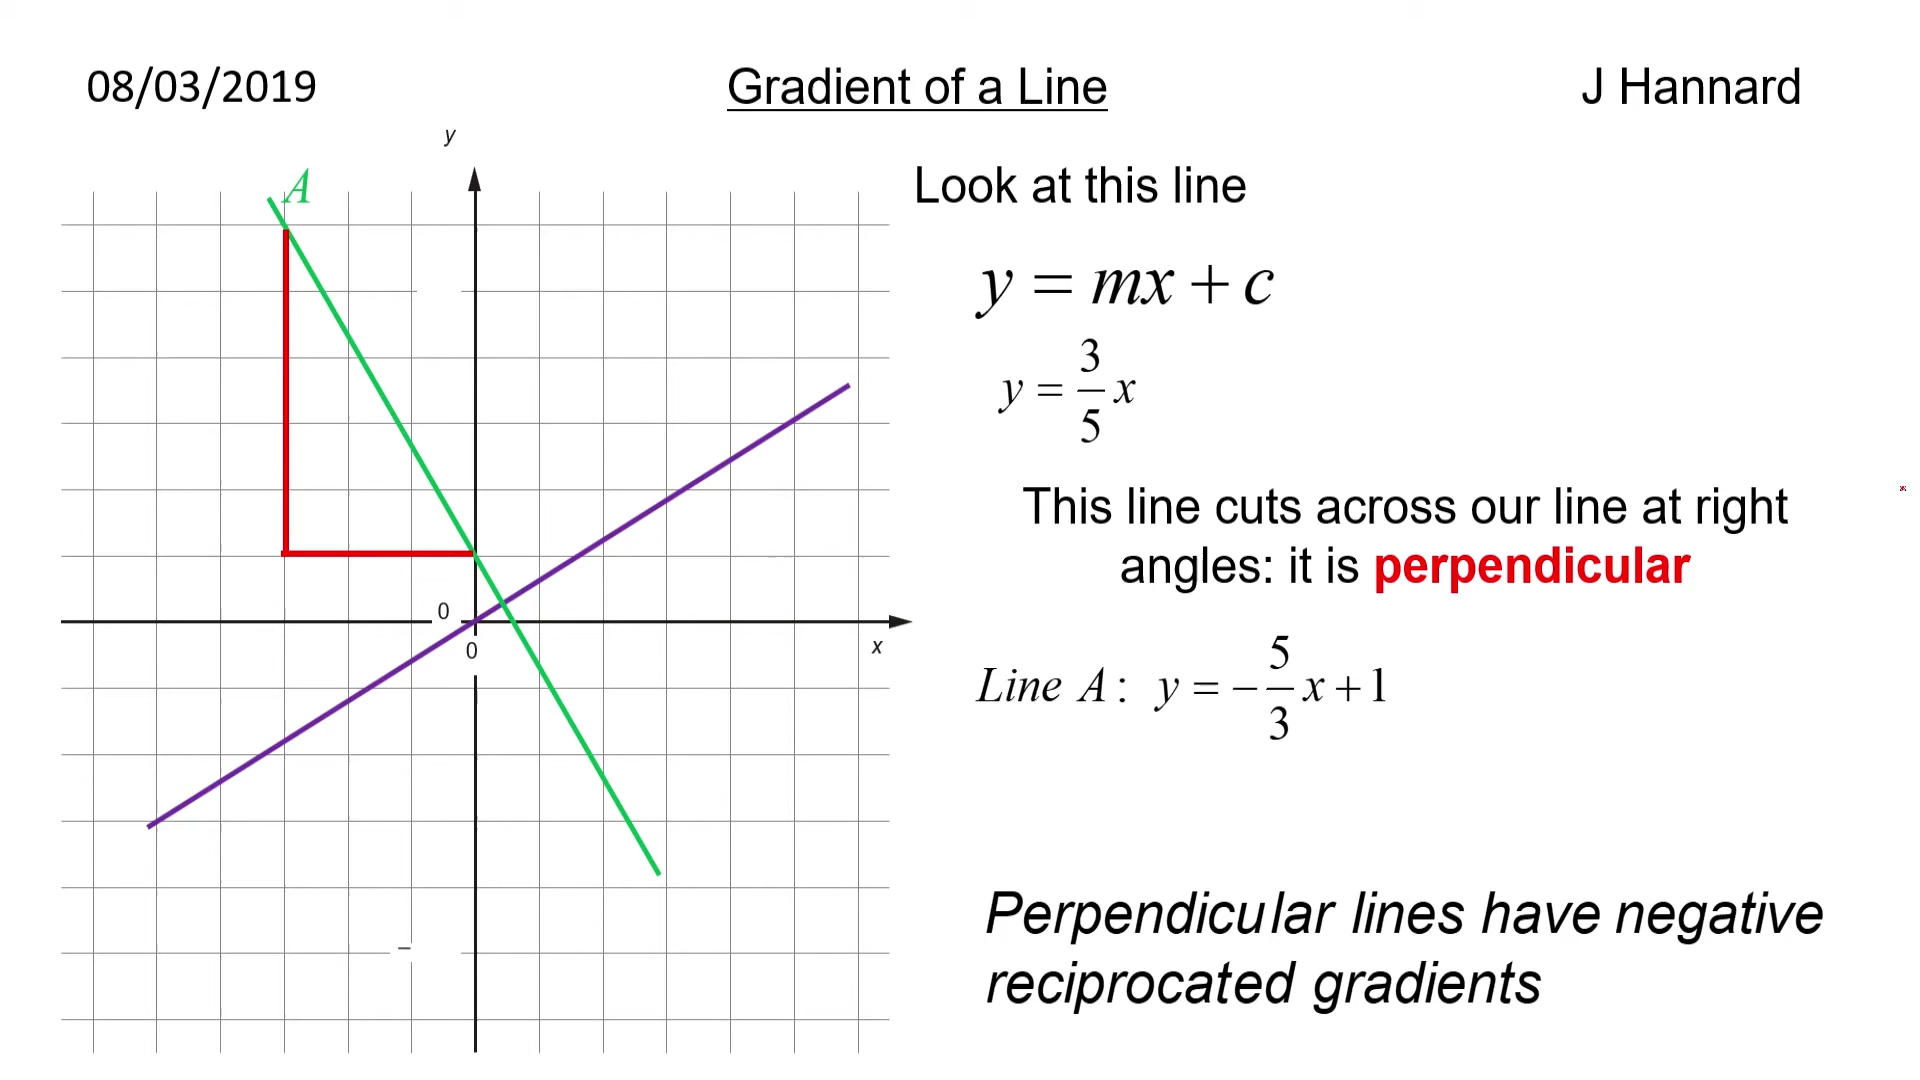 08/03/2019
Gradient of a Line
J Hannard
y
A
Look at this line
y = mx + c
y = 3/5 x
This line cuts across our line at right
angles: it is perpendicular
0
0
x
Line A: y = −5/3 x + 1
–
Perpendicular lines have negative
reciprocated gradients